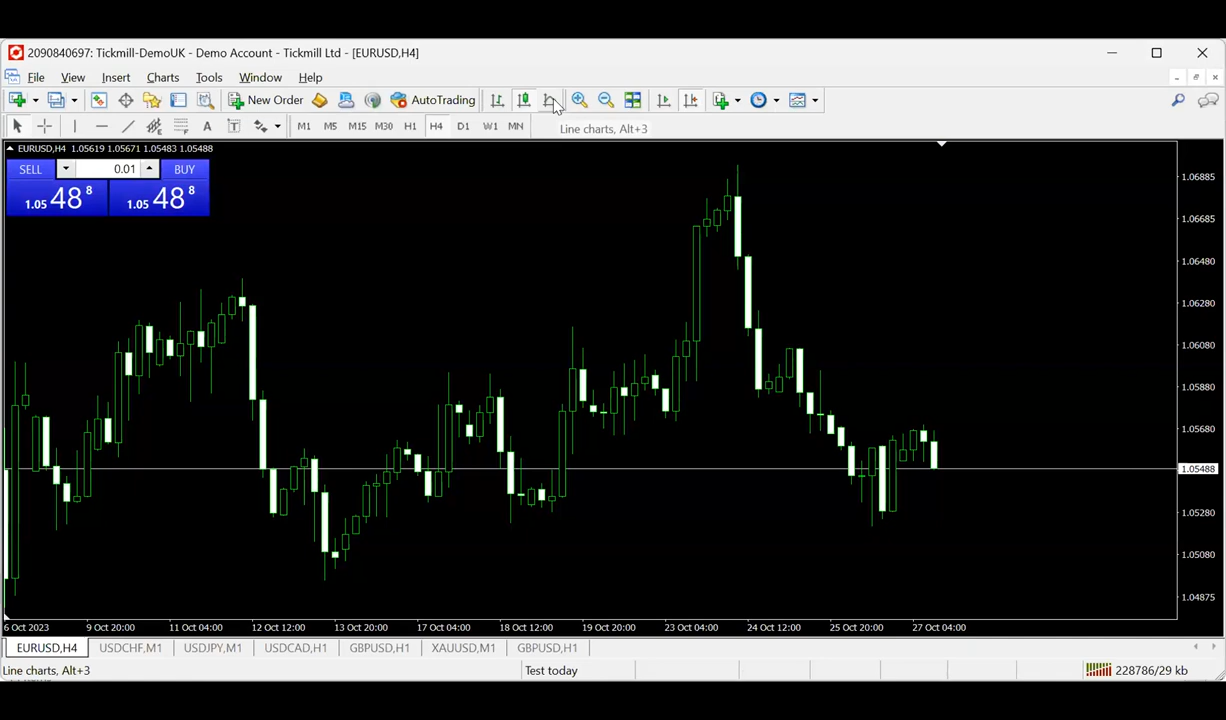 2090840697: Tickmill-DemoUK - Demo Account - Tickmill Ltd - [EURUSD,H4]
File View Insert Charts Tools Window Help
New Order AutoTrading
A T M1 M5 M15 M30 H1 H4 D1 W1 MN
Line charts, Alt+3
EURUSD,H4 1.05619 1.05671 1.05483 1.05488
SELL 0.01 BUY
1.05 48 8 1.05 48 8
1.06885
1.06685
1.06480
1.06280
1.06080
1.05880
1.05680
1.05488
1.05280
1.05080
1.04875
6 Oct 2023 9 Oct 20:00 11 Oct 04:00 12 Oct 12:00 13 Oct 20:00 17 Oct 04:00 18 Oct 12:00 19 Oct 20:00 23 Oct 04:00 24 Oct 12:00 25 Oct 20:00 27 Oct 04:00
EURUSD,H4 USDCHF,M1 USDJPY,M1 USDCAD,H1 GBPUSD,H1 XAUUSD,M1 GBPUSD,H1
Line charts, Alt+3 Test today 228786/29 kb